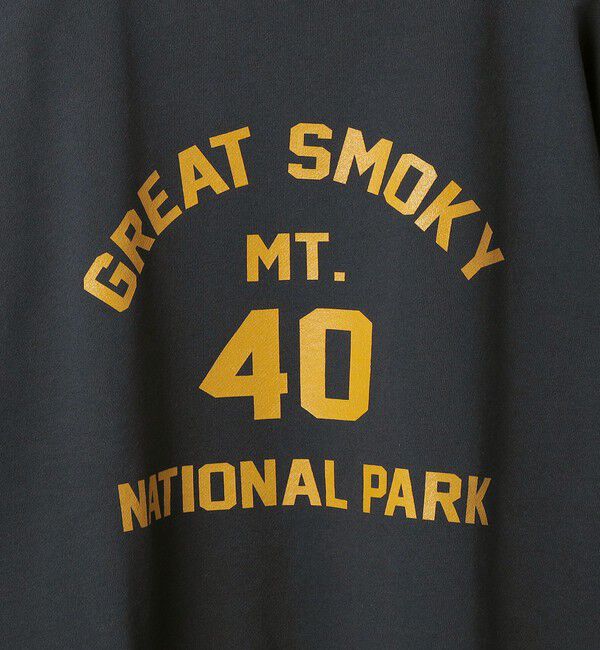 GREAT SMOKY
MT.
40
NATIONAL PARK